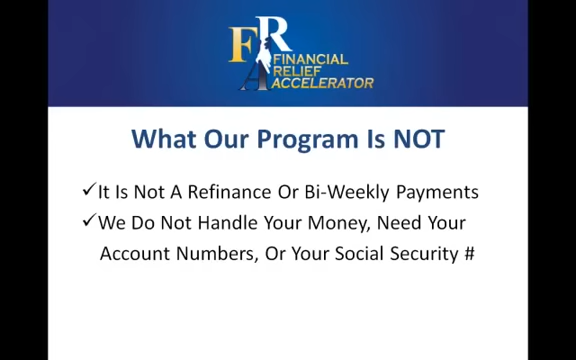 FRA
FINANCIAL
RELIEF
ACCELERATOR
What Our Program Is NOT
✓It Is Not A Refinance Or Bi-Weekly Payments
✓We Do Not Handle Your Money, Need Your
Account Numbers, Or Your Social Security #